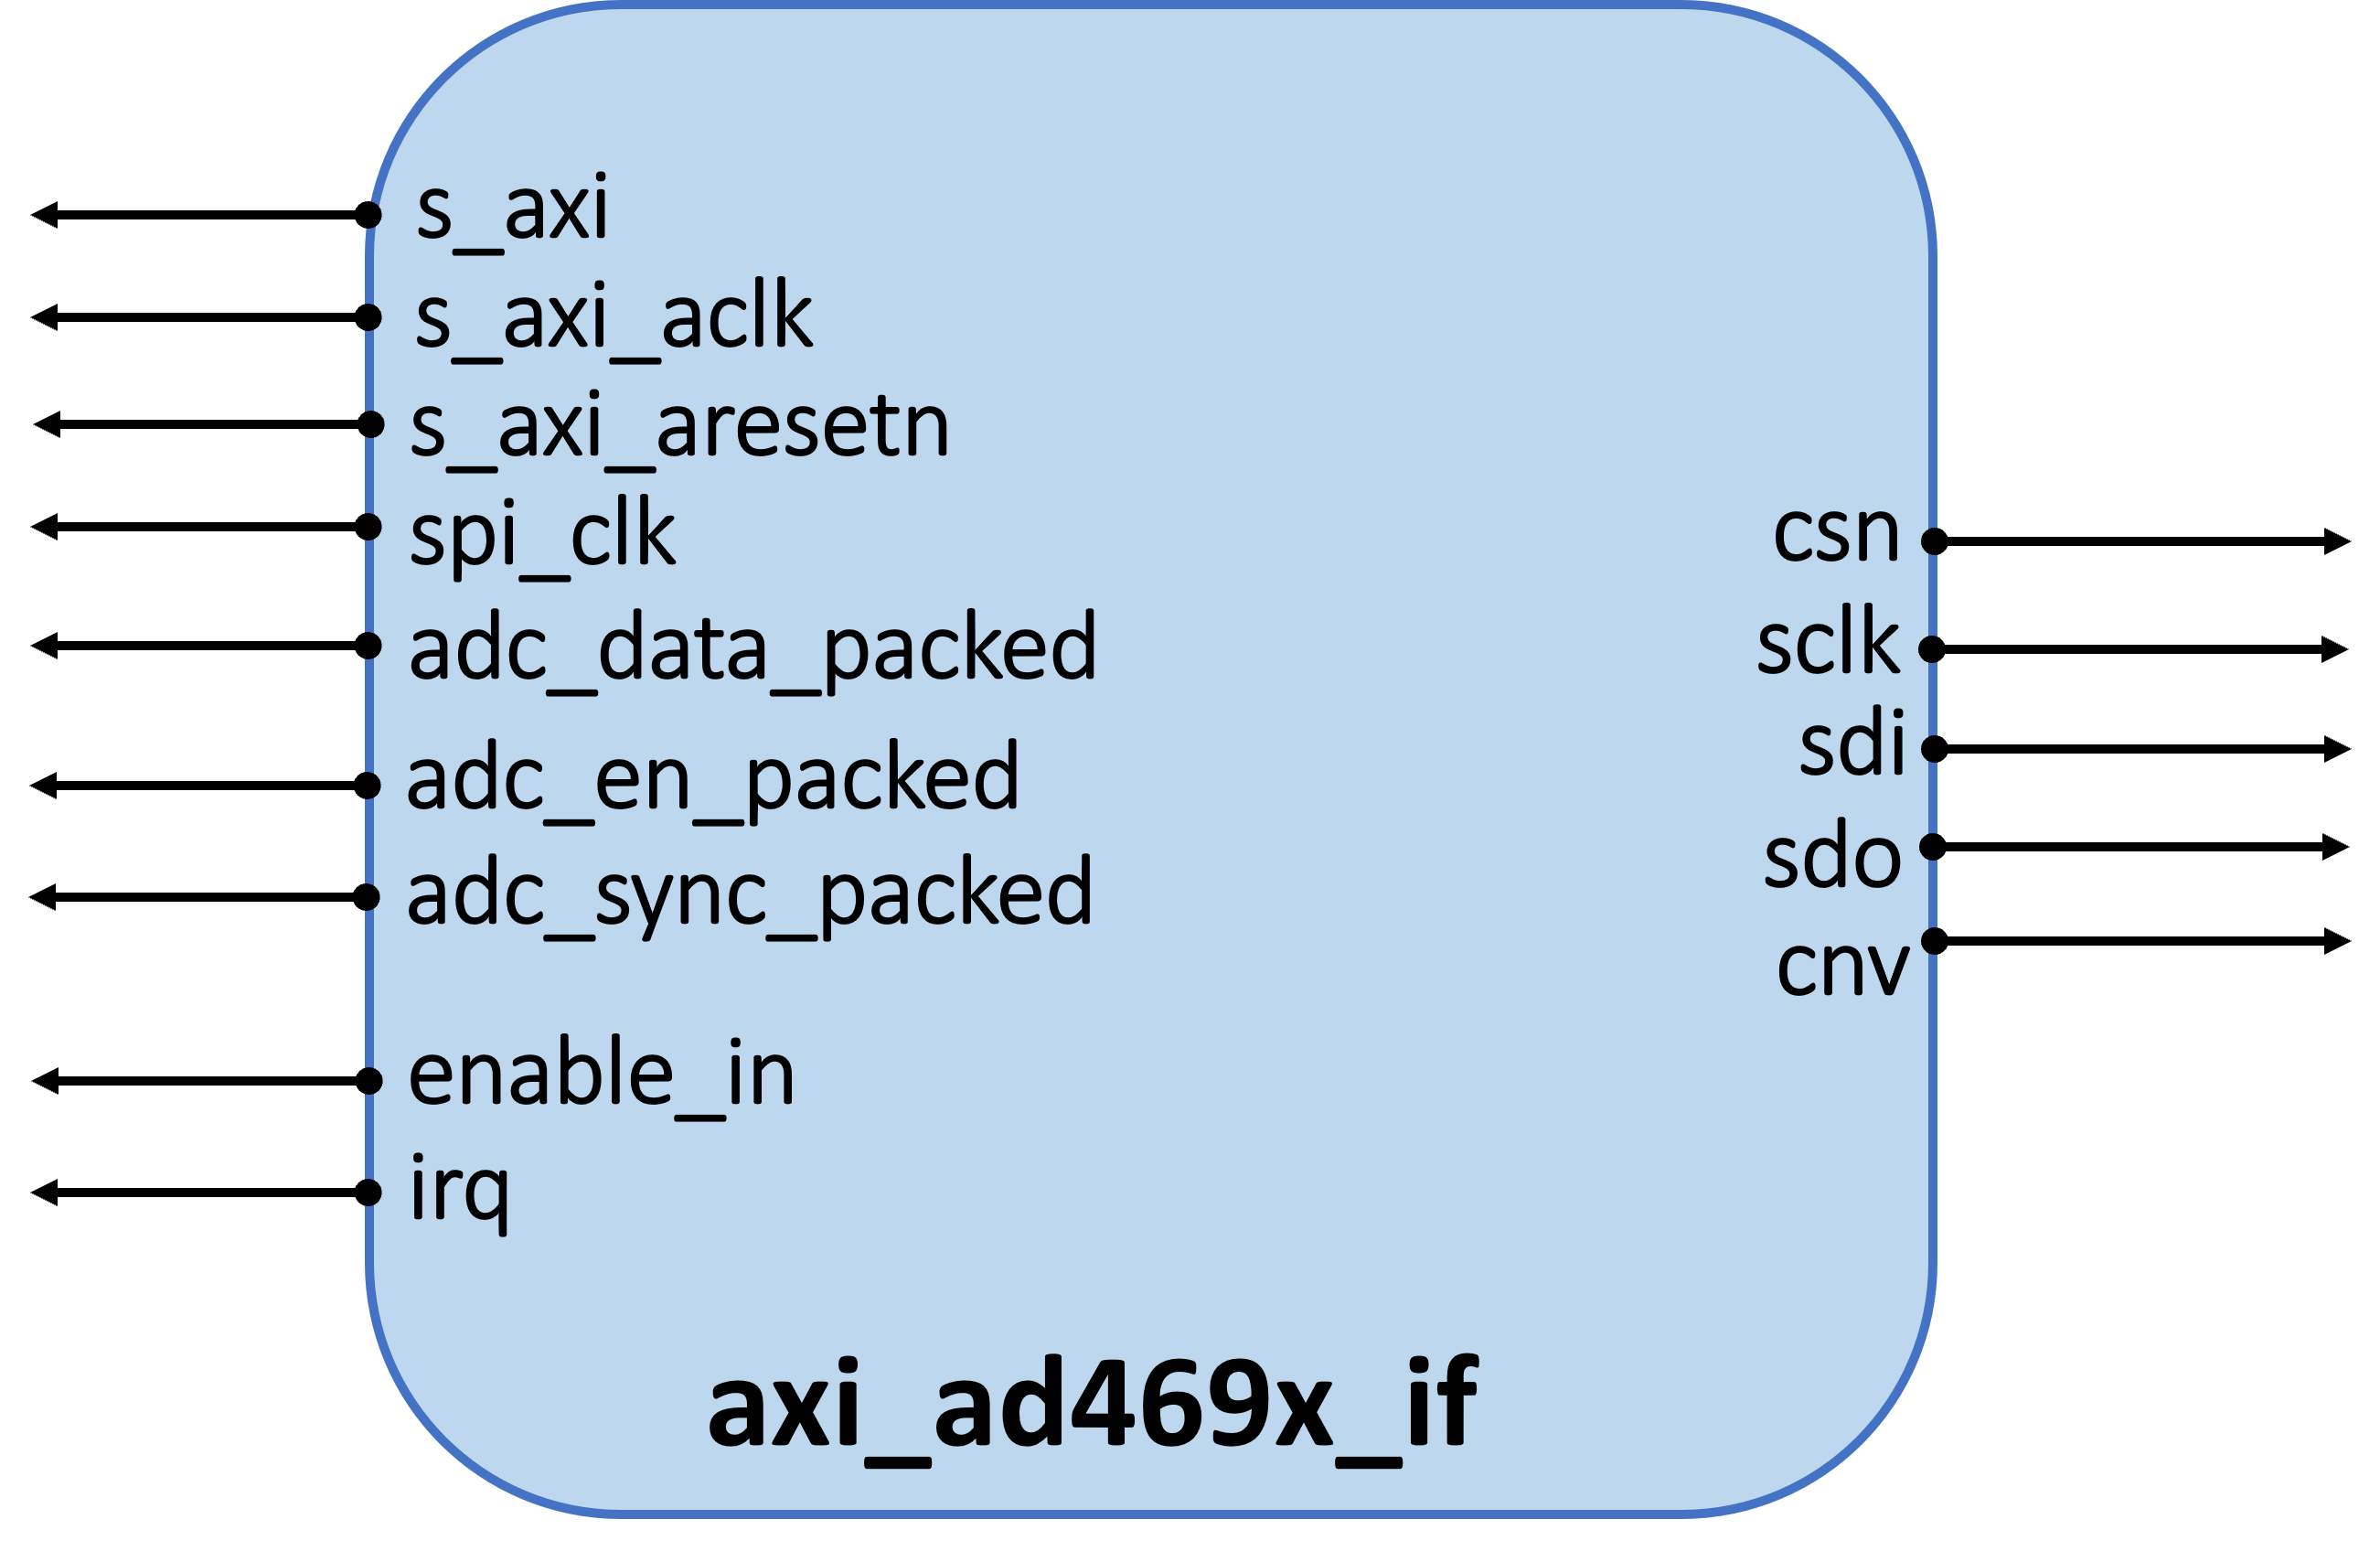 s_axi
s_axi_aclk
s_axi_aresetn
spi_clk
adc_data_packed
adc_en_packed
adc_sync_packed
enable_in
irq
csn
sclk
sdi
sdo
cnv
axi_ad469x_if